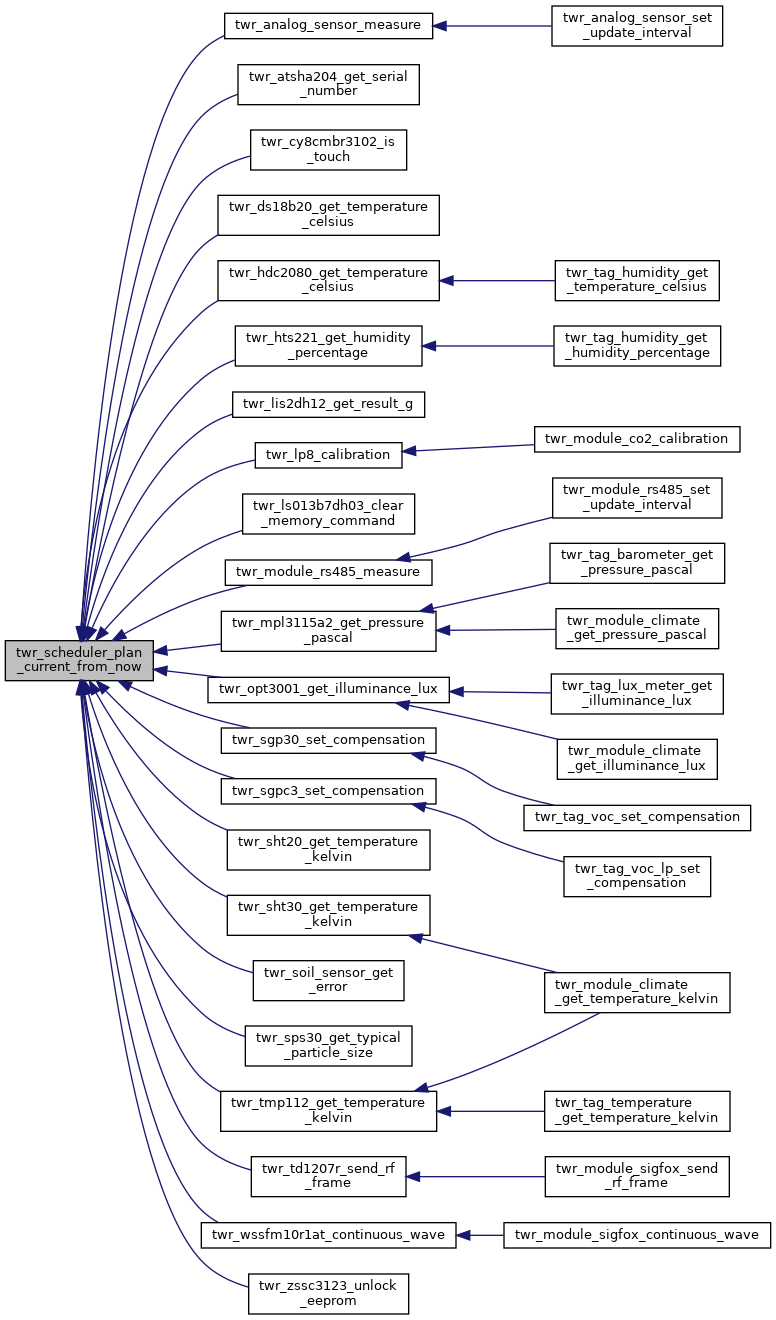 twr_analog_sensor_measure
twr_analog_sensor_set
_update_interval
twr_atsha204_get_serial
_number
twr_cy8cmbr3102_is
_touch
twr_ds18b20_get_temperature
_celsius
twr_hdc2080_get_temperature
_celsius
twr_tag_humidity_get
_temperature_celsius
twr_hts221_get_humidity
_percentage
twr_tag_humidity_get
_humidity_percentage
twr_lis2dh12_get_result_g
twr_lp8_calibration
twr_module_co2_calibration
twr_ls013b7dh03_clear
_memory_command
twr_module_rs485_set
_update_interval
twr_module_rs485_measure
twr_tag_barometer_get
_pressure_pascal
twr_mpl3115a2_get_pressure
_pascal
twr_module_climate
_get_pressure_pascal
twr_scheduler_plan
_current_from_now
twr_opt3001_get_illuminance_lux
twr_tag_lux_meter_get
_illuminance_lux
twr_sgp30_set_compensation
twr_module_climate
_get_illuminance_lux
twr_sgpc3_set_compensation
twr_tag_voc_set_compensation
twr_sht20_get_temperature
_kelvin
twr_tag_voc_lp_set
_compensation
twr_sht30_get_temperature
_kelvin
twr_soil_sensor_get
_error
twr_module_climate
_get_temperature_kelvin
twr_sps30_get_typical
_particle_size
twr_tmp112_get_temperature
_kelvin
twr_tag_temperature
_get_temperature_kelvin
twr_td1207r_send_rf
_frame
twr_module_sigfox_send
_rf_frame
twr_wssfm10r1at_continuous_wave
twr_module_sigfox_continuous_wave
twr_zssc3123_unlock
_eeprom